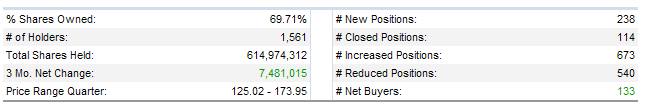 % Shares Owned: 69.71% # New Positions: 238
# of Holders: 1,561 # Closed Positions: 114
Total Shares Held: 614,974,312 # Increased Positions: 673
3 Mo. Net Change: 7,481,015 # Reduced Positions: 540
Price Range Quarter: 125.02 - 173.95 # Net Buyers: 133